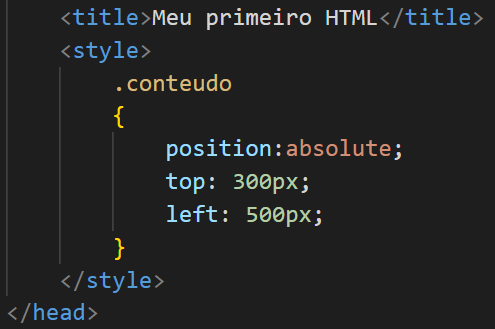 <title>Meu primeiro HTML</title>
<style>
.conteudo
{
position:absolute;
top: 300px;
left: 500px;
}
</style>
</head>